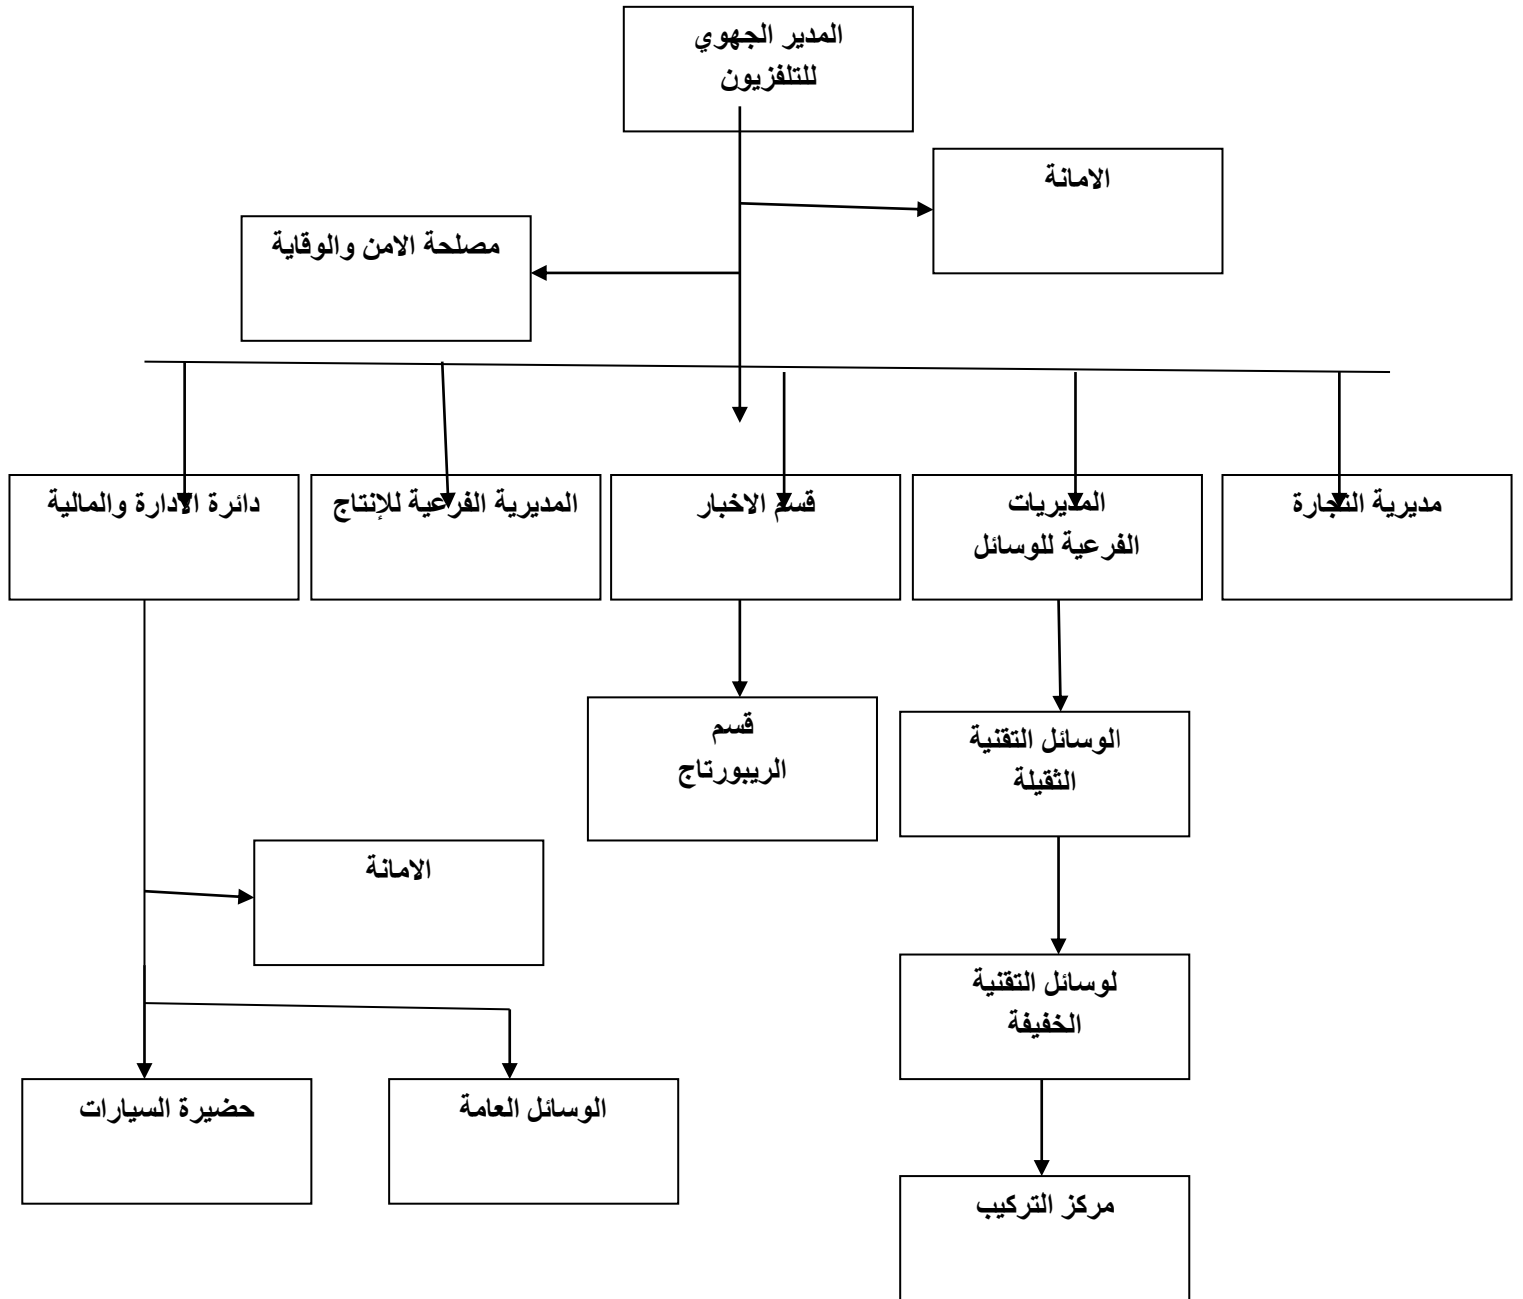 المدير الجهوي
للتلفزيون
الامانة
مصلحة الامن والوقاية
مديرية التجارة
المديريات
الفرعية للوسائل
قسم الاخبار
المديرية الفرعية للإنتاج
دائرة الادارة والمالية
قسم
الريبورتاج
الوسائل التقنية
الثقيلة
الامانة
لوسائل التقنية
الخفيفة
الوسائل العامة
حضيرة السيارات
مركز التركيب